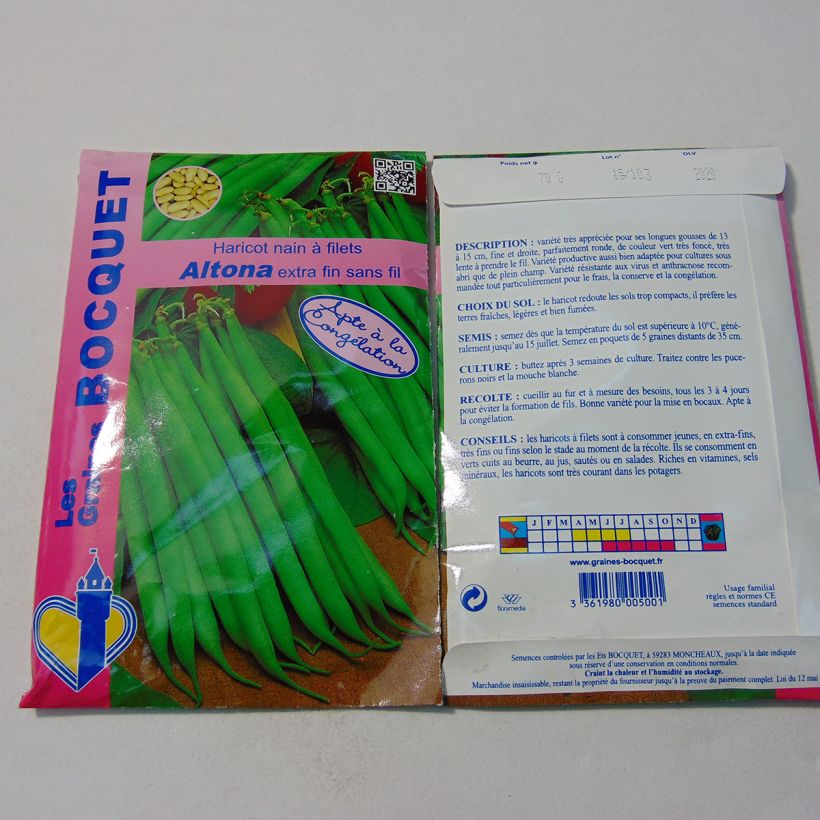 Les
Graines
BOCQUET
Haricot nain à filets
Altona extra fin sans fil
Apte à la
Congélation
Poids net g.
Lot n°
DLV
70 G
2020
DESCRIPTION : variété très appréciée pour ses longues gousses de 13
à 15 cm, fine et droite, parfaitement ronde, de couleur vert très foncé, très
lente à prendre le fil. Variété productive aussi bien adaptée pour cultures sous
abri que de plein champ. Variété résistante aux virus et anthracnose recom-
mandée tout particulièrement pour le frais, la conserve et la congélation.
CHOIX DU SOL : le haricot redoute les sols trop compacts, il préfère les
terres fraîches, légères et bien fumées.
SEMIS : semez dès que la température du sol est supérieure à 10°C, géné-
ralement jusqu'au 15 juillet. Semez en poquets de 5 graines distants de 35 cm.
CULTURE : buttez après 3 semaines de culture. Traitez contre les puce-
rons noirs et la mouche blanche.
RECOLTE : cueillir au fur et à mesure des besoins, tous les 3 à 4 jours
pour éviter la formation de fils. Bonne variété pour la mise en bocaux. Apte à
la congélation.
CONSEILS : les haricots à filets sont à consommer jeunes, en extra-fins,
très fins ou fins selon le stade au moment de la récolte. Ils se consomment en
verts cuits au beurre, au jus, sautés ou en salades. Riches en vitamines, sels
minéraux, les haricots sont très courant dans les potagers.
J F M A M J J A S O N D
www.graines-bocquet.fr
floramedia
3 361980 005001
Usage familial
règles et normes CE
semences standard
Semences contrôlées par les Ets BOCQUET, à 59283 MONCHEAUX, jusqu'à la date indiquée
sous réserve d'une conservation en conditions normales.
Craint la chaleur et l'humidité au stockage.
Marchandise insaisissable, restant la propriété du fournisseur jusqu'à la preuve du paiement complet. Loi du 12 mai